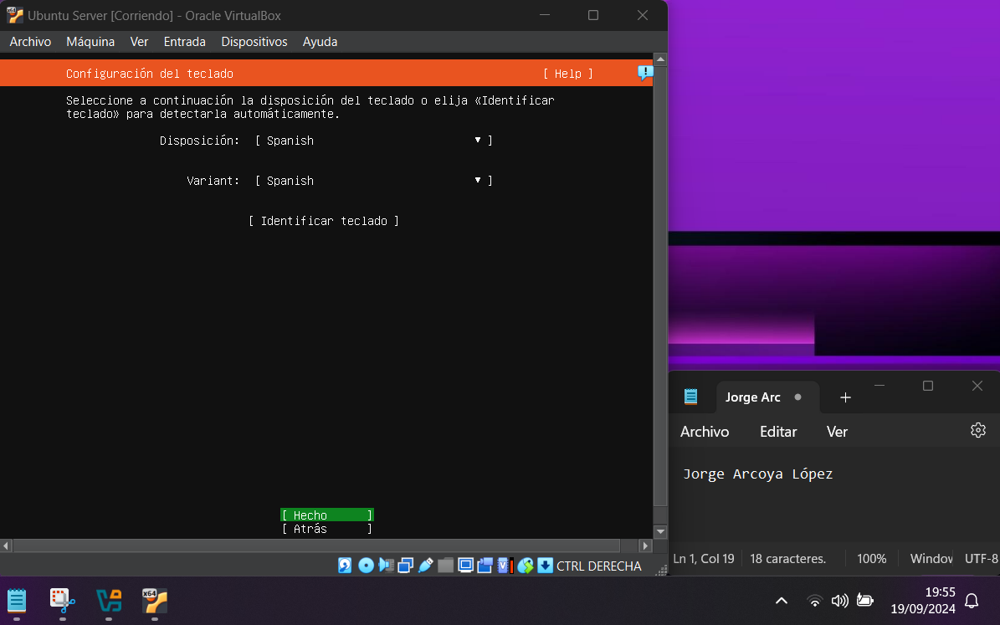 Ubuntu Server [Corriendo] - Oracle VirtualBox
Archivo Máquina Ver Entrada Dispositivos Ayuda
Configuración del teclado [ Help ]
Seleccione a continuación la disposición del teclado o elija «Identificar
teclado» para detectarla automáticamente.
Disposición: [ Spanish ▾ ]
Variant: [ Spanish ▾ ]
[ Identificar teclado ]
[ Hecho ]
[ Atrás ]
CTRL DERECHA
Jorge Arc
Archivo Editar Ver
Jorge Arcoya López
Ln 1, Col 19 18 caracteres. 100% Window UTF-8
x64
19:55
19/09/2024